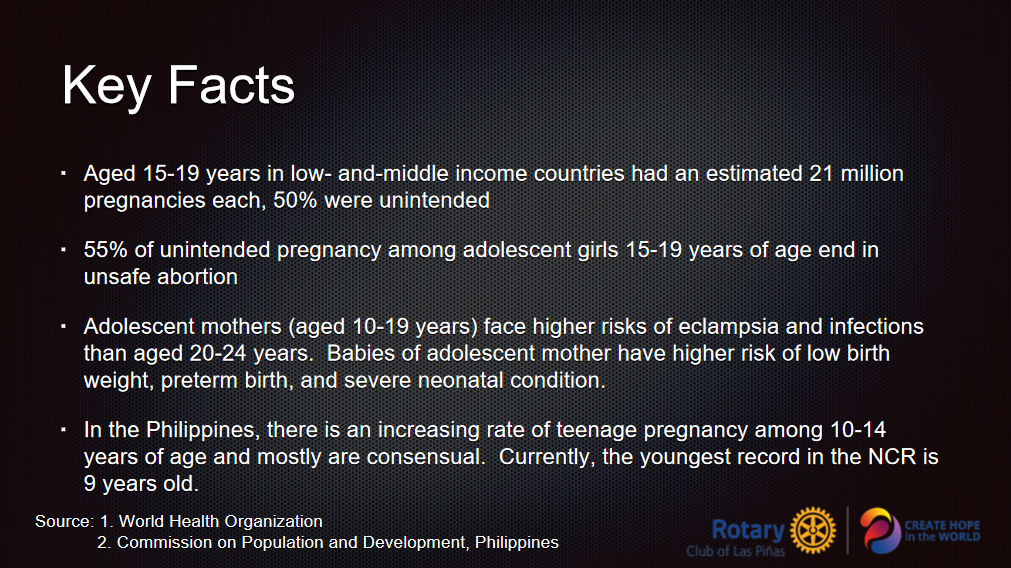 Key Facts
▪ Aged 15-19 years in low- and-middle income countries had an estimated 21 million
pregnancies each, 50% were unintended
▪ 55% of unintended pregnancy among adolescent girls 15-19 years of age end in
unsafe abortion
▪ Adolescent mothers (aged 10-19 years) face higher risks of eclampsia and infections
than aged 20-24 years.  Babies of adolescent mother have higher risk of low birth
weight, preterm birth, and severe neonatal condition.
▪ In the Philippines, there is an increasing rate of teenage pregnancy among 10-14
years of age and mostly are consensual.  Currently, the youngest record in the NCR is
9 years old.
Source: 1. World Health Organization
2. Commission on Population and Development, Philippines
Rotary
Club of Las Piñas
CREATE HOPE
in the WORLD